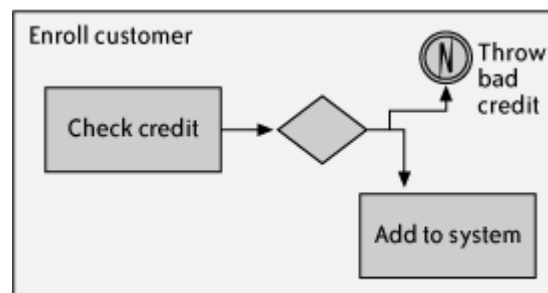 Enroll customer
Throw
bad
credit
Check credit
Add to system